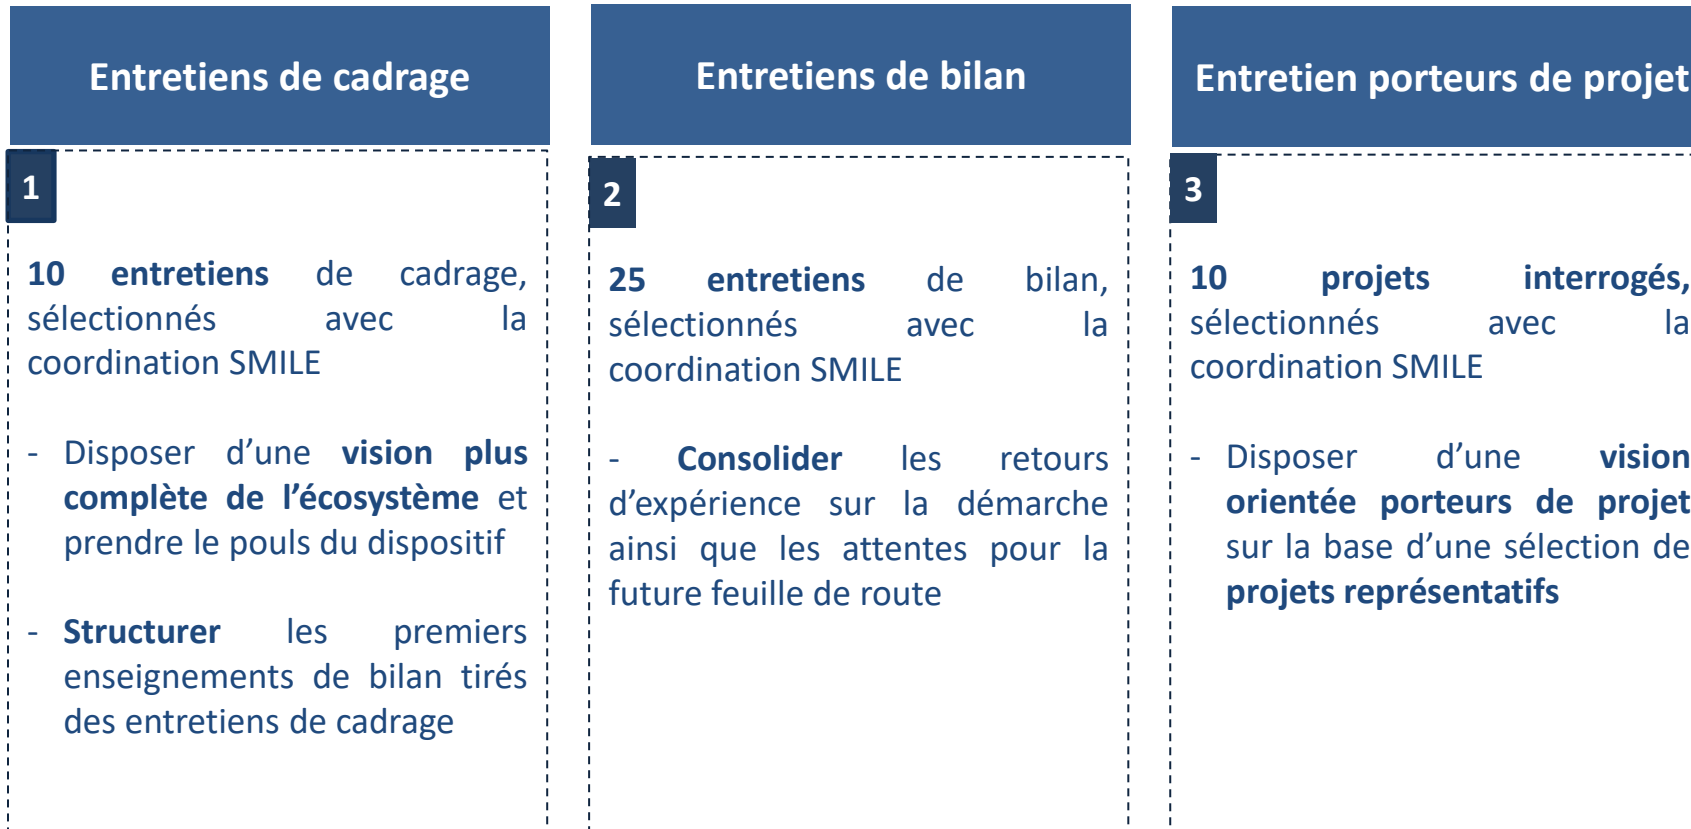 Entretiens de cadrage
1
10 entretiens de cadrage,
sélectionnés avec la
coordination SMILE
- Disposer d’une vision plus
complète de l’écosystème et
prendre le pouls du dispositif
- Structurer les premiers
enseignements de bilan tirés
des entretiens de cadrage
Entretiens de bilan
2
25 entretiens de bilan,
sélectionnés avec la
coordination SMILE
- Consolider les retours
d’expérience sur la démarche
ainsi que les attentes pour la
future feuille de route
Entretien porteurs de projet
3
10 projets interrogés,
sélectionnés avec la
coordination SMILE
- Disposer d’une vision
orientée porteurs de projet
sur la base d’une sélection de
projets représentatifs